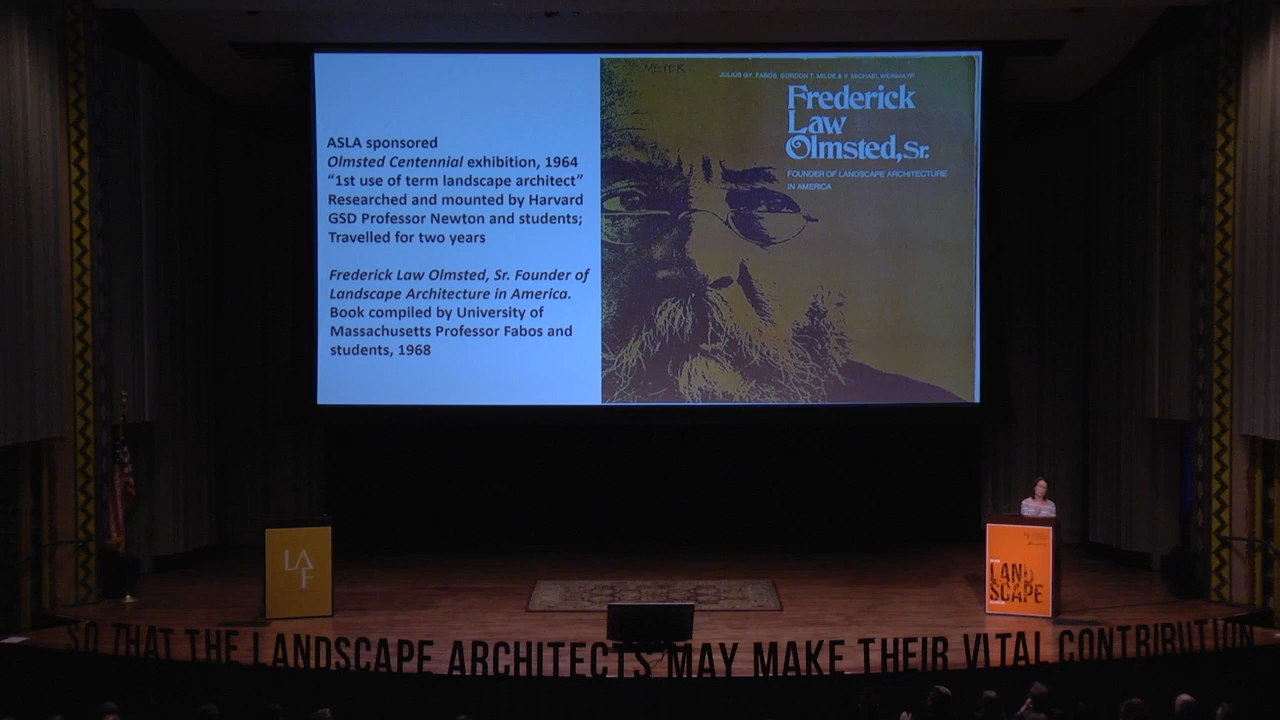 ASLA sponsored
Olmsted Centennial exhibition, 1964
“1st use of term landscape architect”
Researched and mounted by Harvard
GSD Professor Newton and students;
Travelled for two years
Frederick Law Olmsted, Sr. Founder of
Landscape Architecture in America.
Book compiled by University of
Massachusetts Professor Fabos and
students, 1968
MEYER
JULIUS GY. FABOS, GORDON T. MILDE & V. MICHAEL WEINMAYR
Frederick
Law
Olmsted, Sr.
FOUNDER OF LANDSCAPE ARCHITECTURE
IN AMERICA
LA
F
LAND
SCAPE
SO THAT THE LANDSCAPE ARCHITECTS MAY MAKE THEIR VITAL CONTRIBUTION